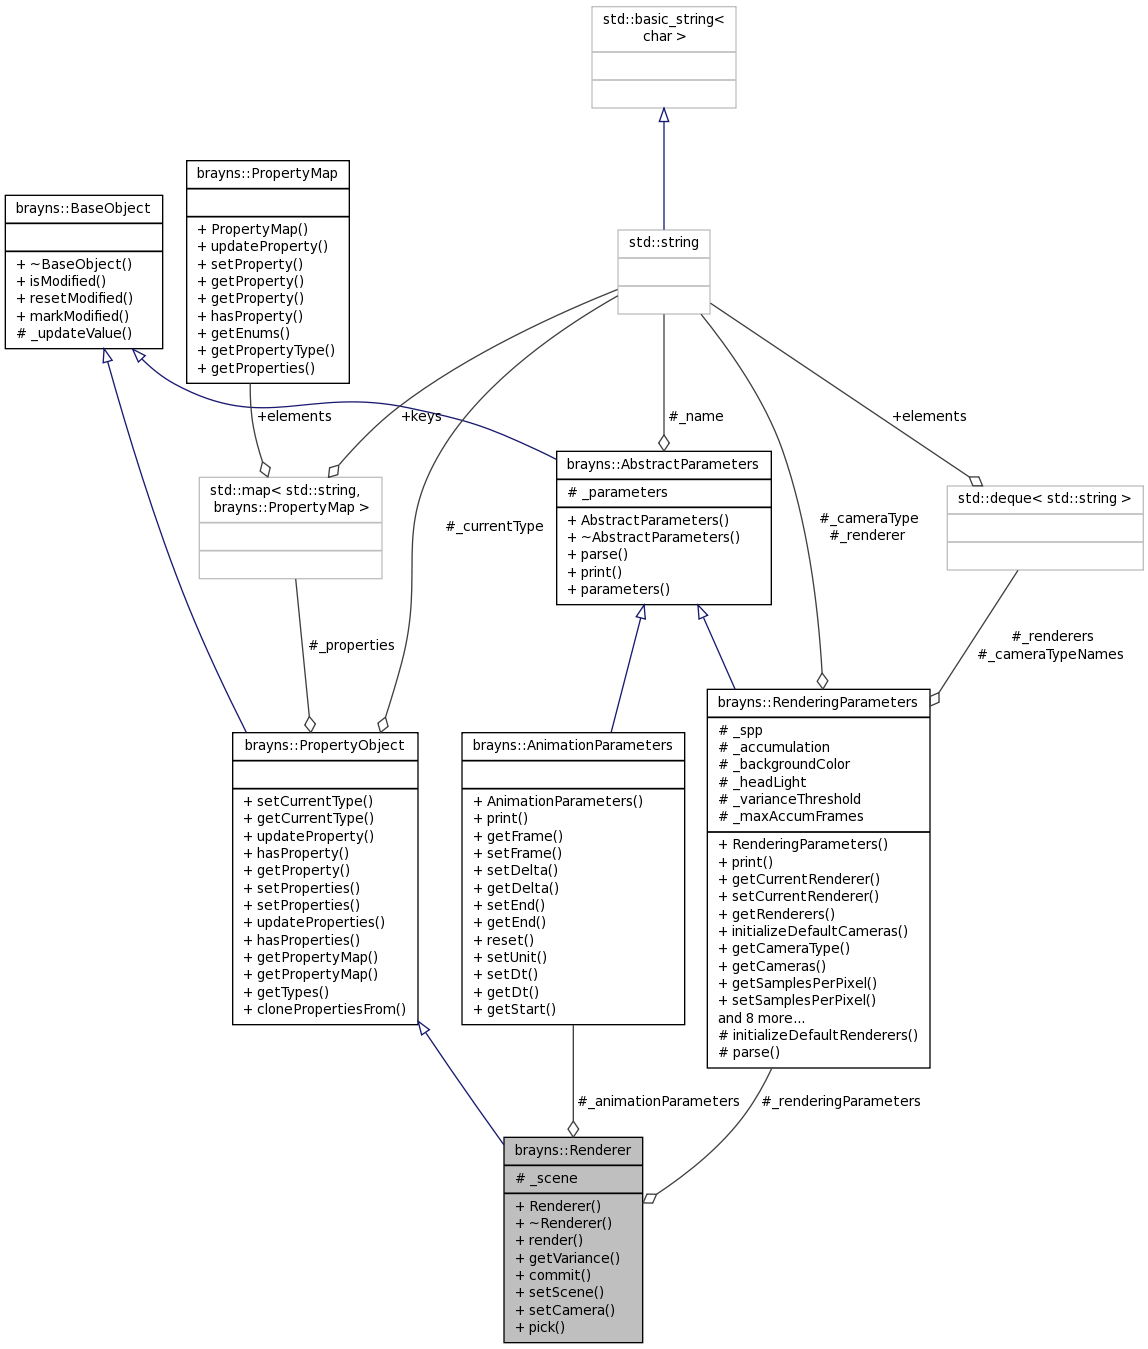 std::basic_string<
char >
brayns::PropertyMap
+ PropertyMap()
+ updateProperty()
+ setProperty()
+ getProperty()
+ getProperty()
+ hasProperty()
+ getEnums()
+ getPropertyType()
+ getProperties()
brayns::BaseObject
+ ~BaseObject()
+ isModified()
+ resetModified()
+ markModified()
# _updateValue()
std::string
+elements
+keys
#_name
+elements
brayns::AbstractParameters
# _parameters
+ AbstractParameters()
+ ~AbstractParameters()
+ parse()
+ print()
+ parameters()
std::map< std::string,
brayns::PropertyMap >
std::deque< std::string >
#_currentType
#_cameraType
#_renderer
#_properties
#_renderers
#_cameraTypeNames
brayns::PropertyObject
+ setCurrentType()
+ getCurrentType()
+ updateProperty()
+ hasProperty()
+ getProperty()
+ setProperties()
+ setProperties()
+ updateProperties()
+ hasProperties()
+ getPropertyMap()
+ getPropertyMap()
+ getTypes()
+ clonePropertiesFrom()
brayns::AnimationParameters
+ AnimationParameters()
+ print()
+ getFrame()
+ setFrame()
+ setDelta()
+ getDelta()
+ setEnd()
+ getEnd()
+ reset()
+ setUnit()
+ setDt()
+ getDt()
+ getStart()
brayns::RenderingParameters
# _spp
# _accumulation
# _backgroundColor
# _headLight
# _varianceThreshold
# _maxAccumFrames
+ RenderingParameters()
+ print()
+ getCurrentRenderer()
+ setCurrentRenderer()
+ getRenderers()
+ initializeDefaultCameras()
+ getCameraType()
+ getCameras()
+ getSamplesPerPixel()
+ setSamplesPerPixel()
and 8 more...
# initializeDefaultRenderers()
# parse()
#_animationParameters
#_renderingParameters
brayns::Renderer
# _scene
+ Renderer()
+ ~Renderer()
+ render()
+ getVariance()
+ commit()
+ setScene()
+ setCamera()
+ pick()